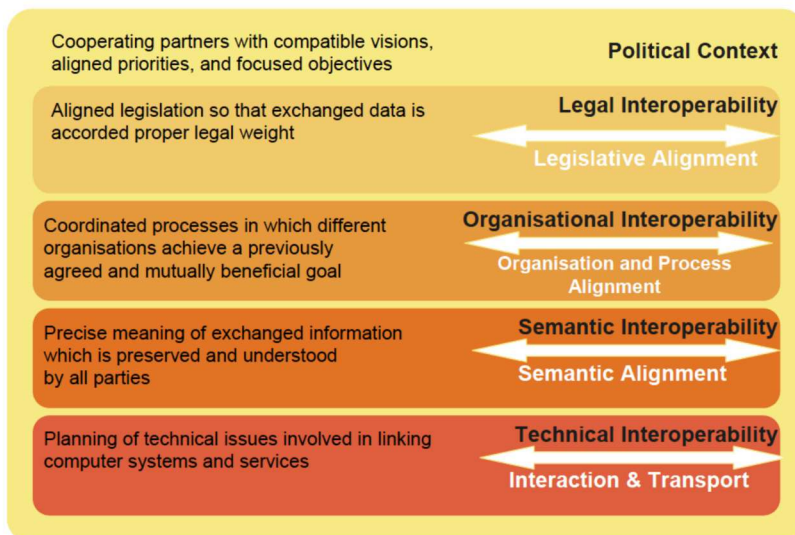 Cooperating partners with compatible visions,
aligned priorities, and focused objectives
Political Context
Aligned legislation so that exchanged data is
accorded proper legal weight
Legal Interoperability
Legislative Alignment
Coordinated processes in which different
organisations achieve a previously
agreed and mutually beneficial goal
Organisational Interoperability
Organisation and Process
Alignment
Precise meaning of exchanged information
which is preserved and understood
by all parties
Semantic Interoperability
Semantic Alignment
Planning of technical issues involved in linking
computer systems and services
Technical Interoperability
Interaction & Transport